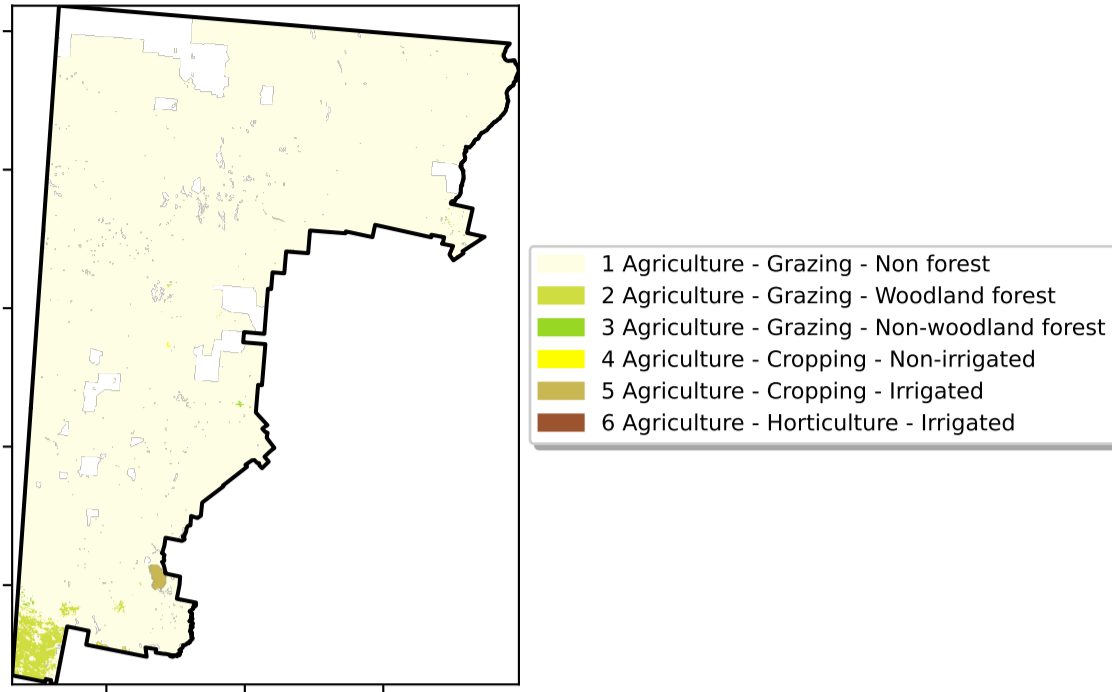 1 Agriculture - Grazing - Non forest
2 Agriculture - Grazing - Woodland forest
3 Agriculture - Grazing - Non-woodland forest
4 Agriculture - Cropping - Non-irrigated
5 Agriculture - Cropping - Irrigated
6 Agriculture - Horticulture - Irrigated